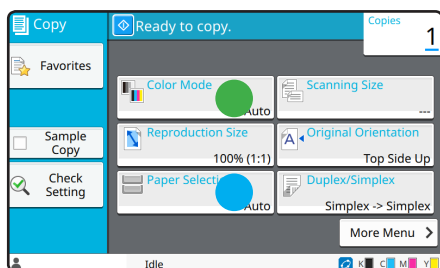 Copy
Ready to copy.
Copies
1
Favorites
Color Mode
Auto
Scanning Size
---
Sample
Copy
Reproduction Size
100% (1:1)
Original Orientation
Top Side Up
Check
Setting
Paper
Auto
Duplex/Simplex
Simplex -> Simplex
More Menu
Idle
K
C
M
Y